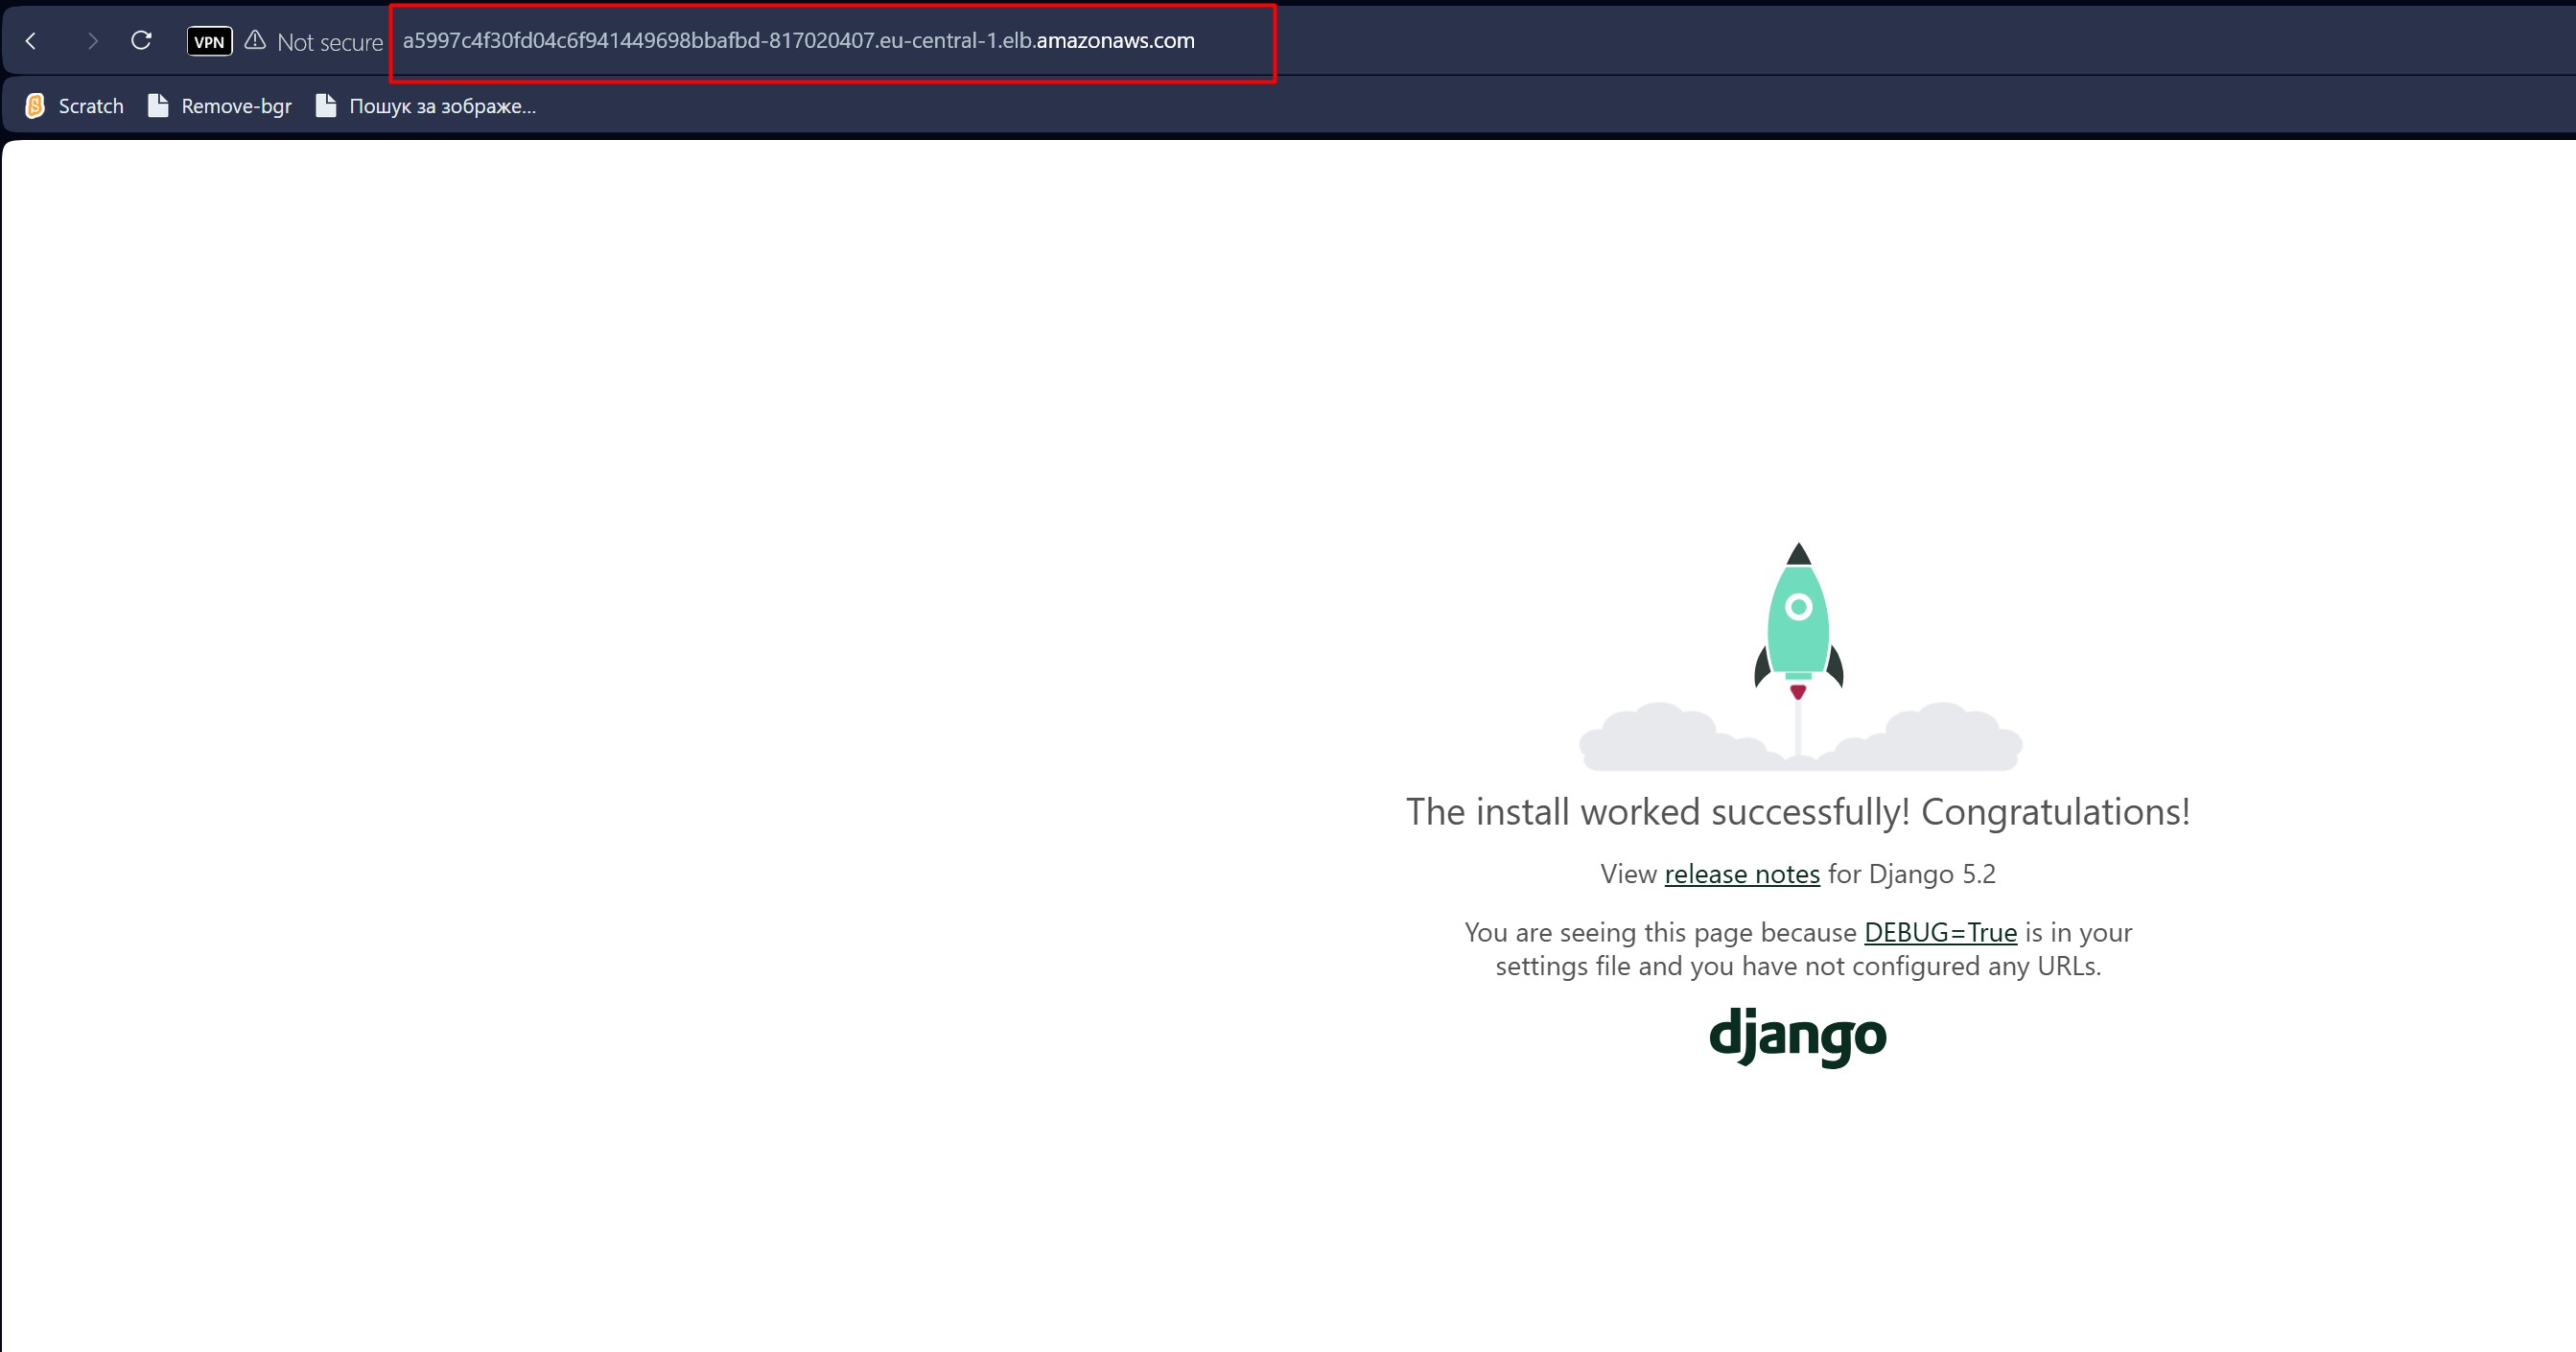 VPN Not secure a5997c4f30fd04c6f941449698bbafbd-817020407.eu-central-1.elb.amazonaws.com
Scratch Remove-bgr Пошук за зображе...
The install worked successfully! Congratulations!
View release notes for Django 5.2
You are seeing this page because DEBUG=True is in your
settings file and you have not configured any URLs.
django